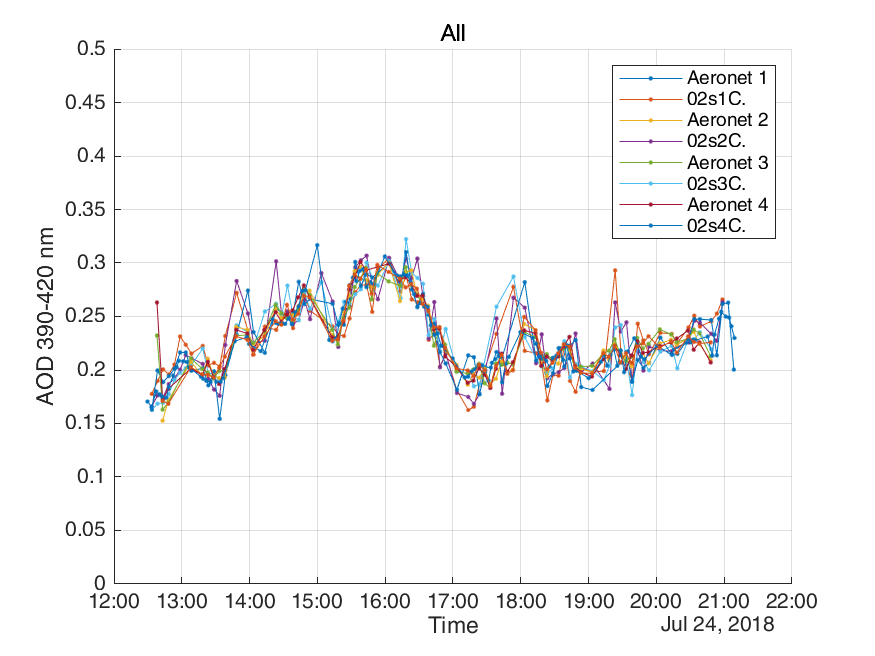 All
0.5
0.45
0.4
0.35
0.3
0.25
0.2
0.15
0.1
0.05
0
AOD 390-420 nm
Aeronet 1
02s1C.
Aeronet 2
02s2C.
Aeronet 3
02s3C.
Aeronet 4
02s4C.
12:00 13:00 14:00 15:00 16:00 17:00 18:00 19:00 20:00 21:00 22:00
Time
Jul 24, 2018